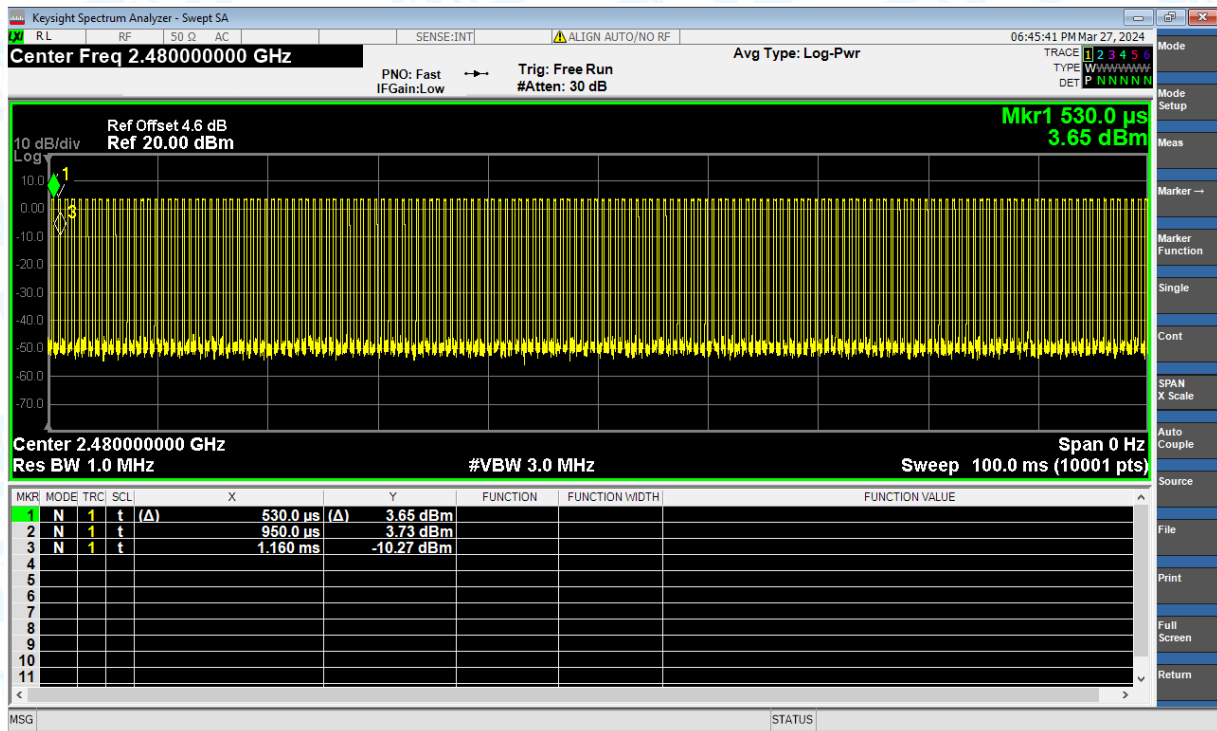 Keysight Spectrum Analyzer - Swept SA
LXI RL RF 50 Ω AC SENSE:INT ALIGN AUTO/NO RF 06:45:41 PM Mar 27, 2024
Center Freq 2.480000000 GHz
Avg Type: Log-Pwr
TRACE 1 2 3 4 5 6
TYPE WWWWWW
DET P N N N N N
PNO: Fast
IFGain:Low
Trig: Free Run
#Atten: 30 dB
Mkr1 530.0 µs
3.65 dBm
Ref Offset 4.6 dB
10 dB/div Ref 20.00 dBm
Log
1
3
10.0
0.00
-10.0
-20.0
-30.0
-40.0
-50.0
-60.0
-70.0
Center 2.480000000 GHz Span 0 Hz
Res BW 1.0 MHz #VBW 3.0 MHz Sweep 100.0 ms (10001 pts)
MKR MODE TRC SCL X Y FUNCTION FUNCTION WIDTH FUNCTION VALUE
1 N 1 t (Δ) 530.0 µs (Δ) 3.65 dBm
2 N 1 t 950.0 µs 3.73 dBm
3 N 1 t 1.160 ms -10.27 dBm
4
5
6
7
8
9
10
11
MSG STATUS
Mode
Mode
Setup
Meas
Marker →
Marker
Function
Single
Cont
SPAN
X Scale
Auto
Couple
Source
File
Print
Full
Screen
Return